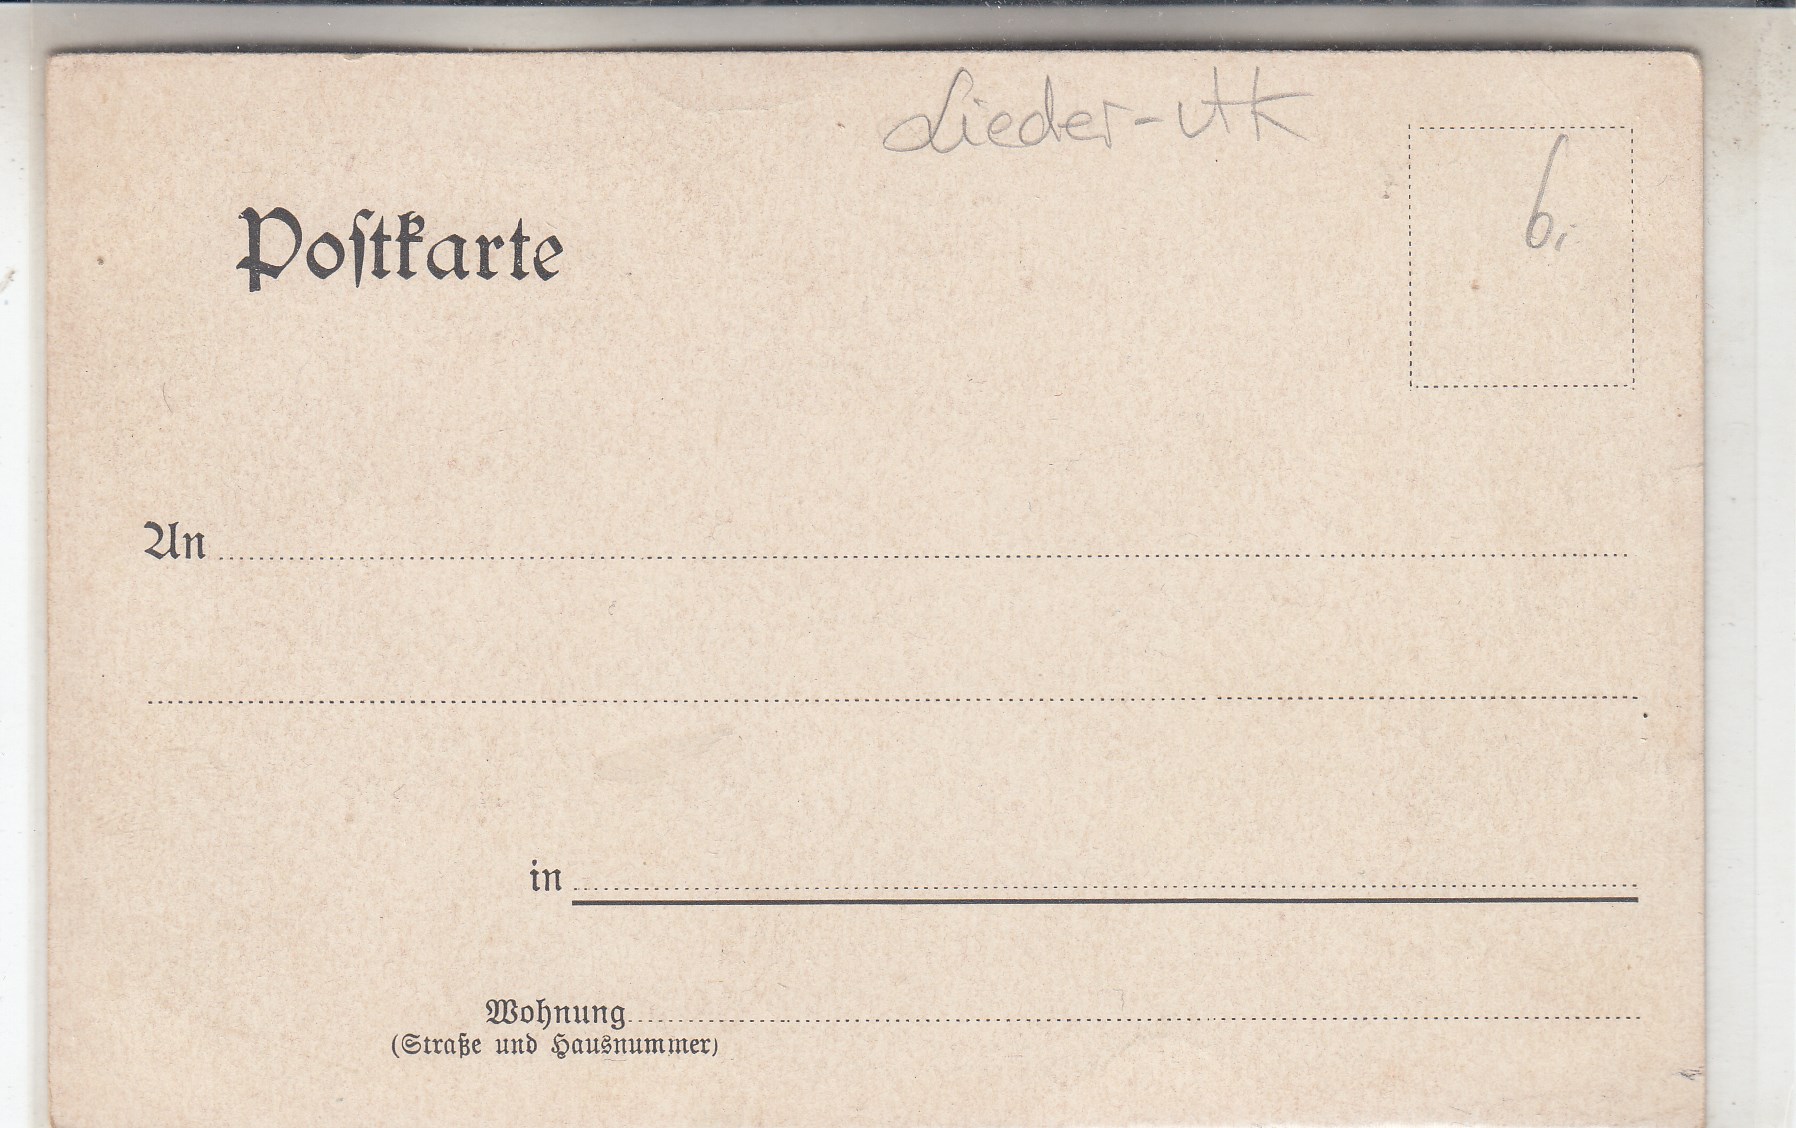 Lieder-AK
6,
Postkarte
An
in
Wohnung
(Straße und Hausnummer)